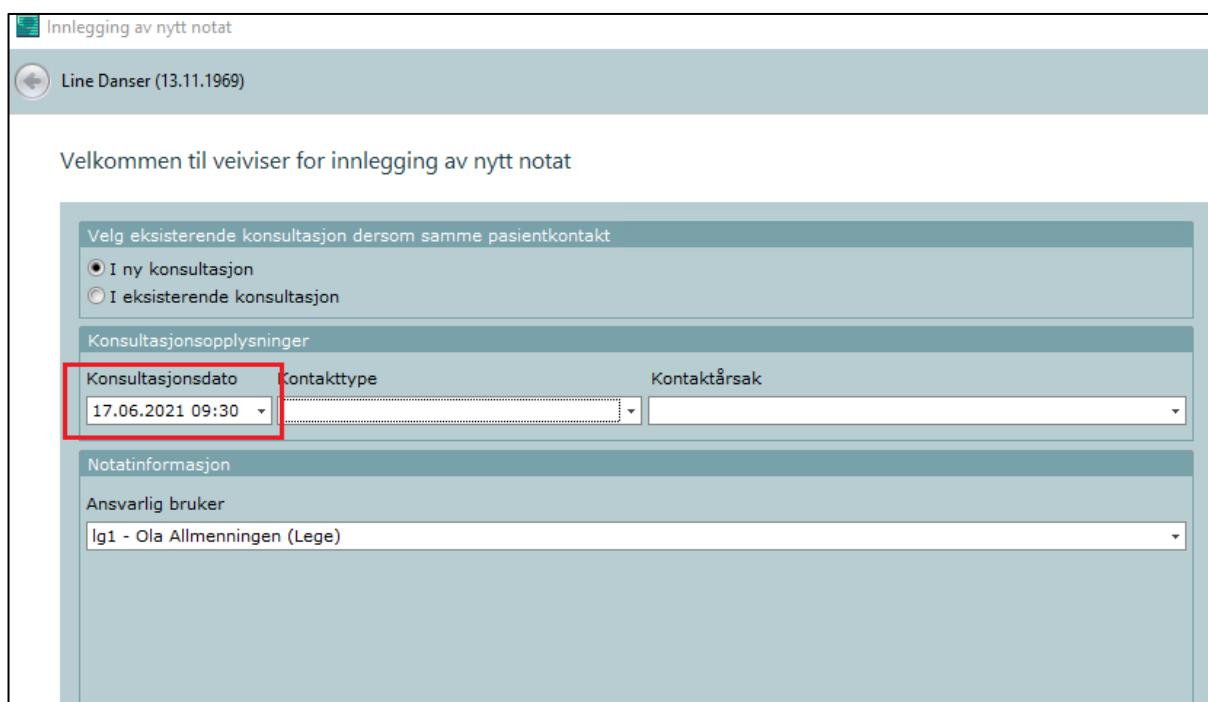 Innlegging av nytt notat
Line Danser (13.11.1969)
Velkommen til veiviser for innlegging av nytt notat
Velg eksisterende konsultasjon dersom samme pasientkontakt
I ny konsultasjon
I eksisterende konsultasjon
Konsultasjonsopplysninger
Konsultasjonsdato Kontakttype Kontaktårsak
17.06.2021 09:30
Notatinformasjon
Ansvarlig bruker
lg1 - Ola Allmenningen (Lege)